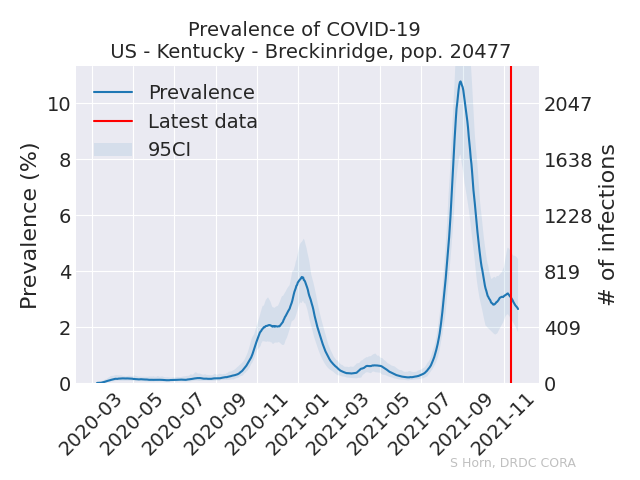 Prevalence of COVID-19
US - Kentucky - Breckinridge, pop. 20477
Prevalence
Latest data
95CI
Prevalence (%)
10
8
6
4
2
0
2047
1638
1228
819
409
0
# of infections
2020-03
2020-05
2020-07
2020-09
2020-11
2021-01
2021-03
2021-05
2021-07
2021-09
2021-11
S Horn, DRDC CORA